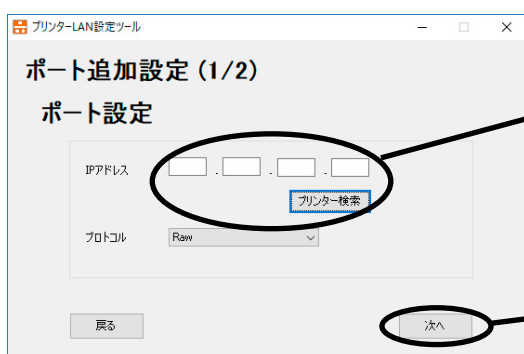 プリンターLAN設定ツール
ポート追加設定 (1/2)
ポート設定
IPアドレス . . .
プリンター検索
プロトコル Raw
戻る 次へ